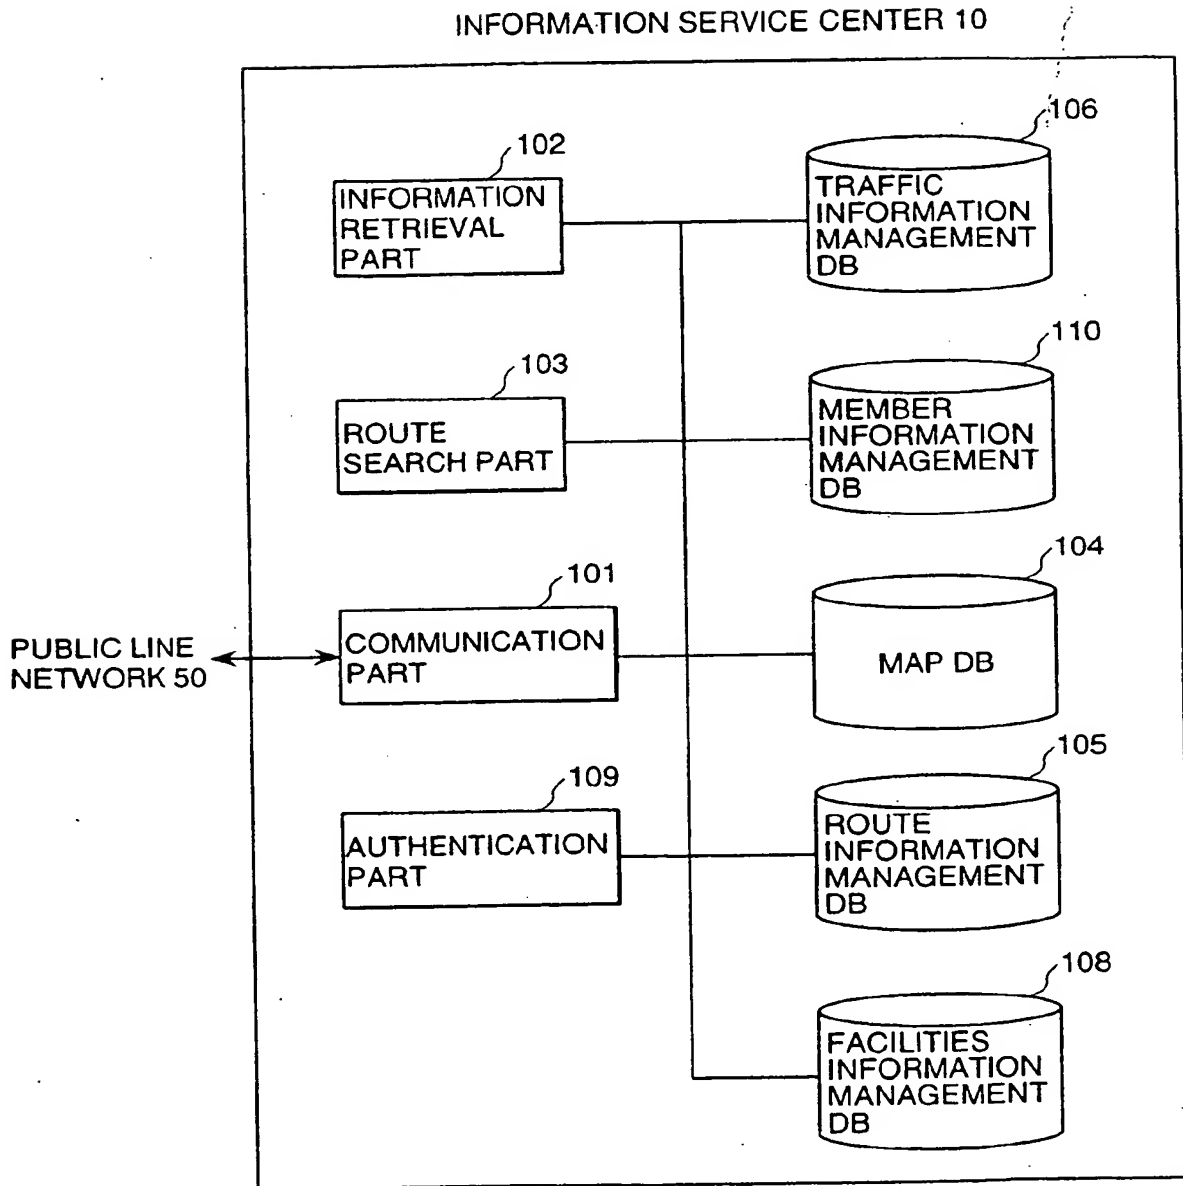 INFORMATION SERVICE CENTER 10
102
INFORMATION
RETRIEVAL
PART
106
TRAFFIC
INFORMATION
MANAGEMENT
DB
103
ROUTE
SEARCH PART
110
MEMBER
INFORMATION
MANAGEMENT
DB
PUBLIC LINE
NETWORK 50
101
COMMUNICATION
PART
104
MAP DB
109
AUTHENTICATION
PART
105
ROUTE
INFORMATION
MANAGEMENT
DB
108
FACILITIES
INFORMATION
MANAGEMENT
DB